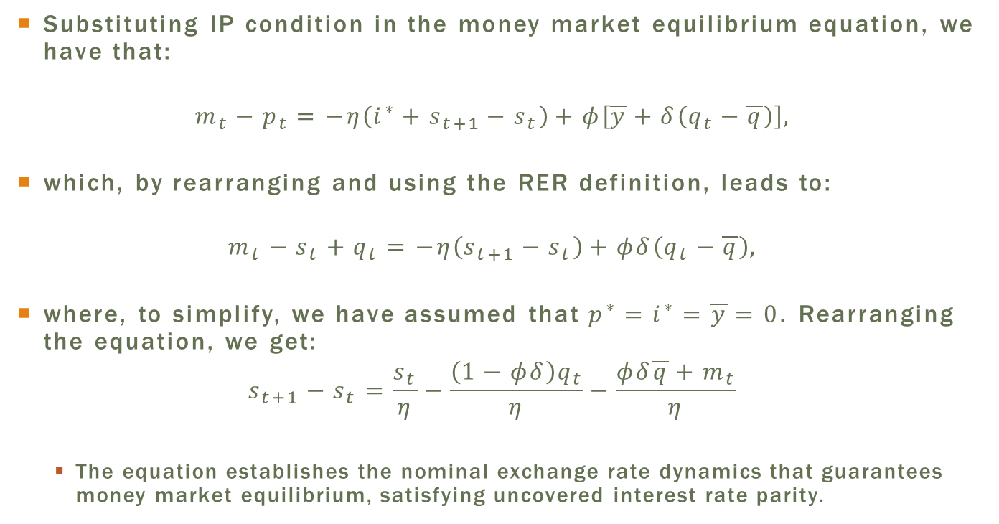 ▪ Substituting IP condition in the money market equilibrium equation, we
have that:
$m_t - p_t = -\eta(i^* + s_{t+1} - s_t) + \phi[\overline{y} + \delta(q_t - \overline{q})],$
▪ which, by rearranging and using the RER definition, leads to:
$m_t - s_t + q_t = -\eta(s_{t+1} - s_t) + \phi\delta(q_t - \overline{q}),$
▪ where, to simplify, we have assumed that $p^* = i^* = \overline{y} = 0$. Rearranging
the equation, we get:
$s_{t+1} - s_t = \frac{s_t}{\eta} - \frac{(1 - \phi\delta)q_t}{\eta} - \frac{\phi\delta\overline{q} + m_t}{\eta}$
▪ The equation establishes the nominal exchange rate dynamics that guarantees
money market equilibrium, satisfying uncovered interest rate parity.